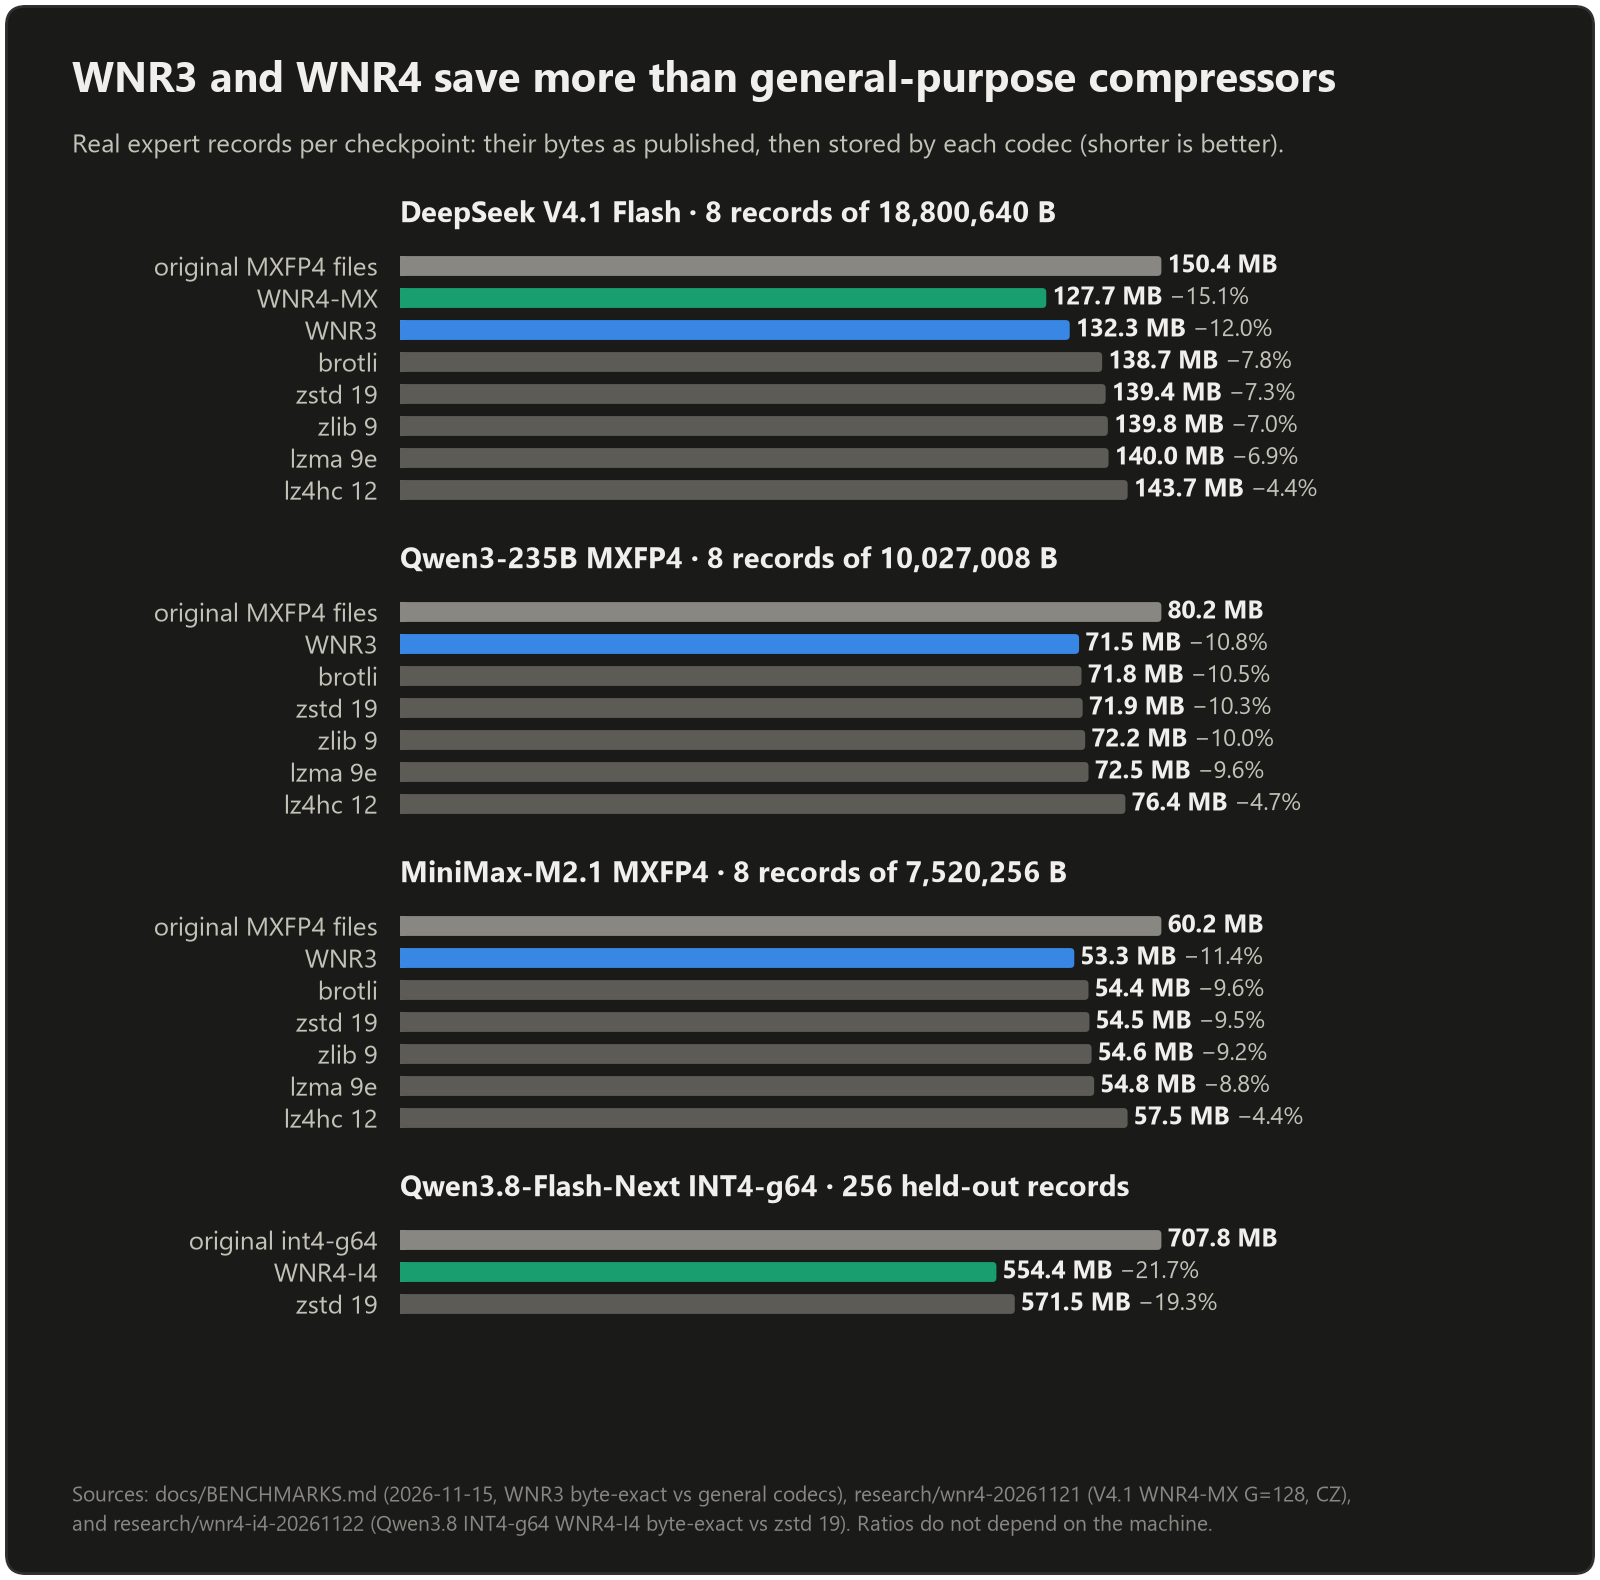 WNR3 and WNR4 save more than general-purpose compressors
Real expert records per checkpoint: their bytes as published, then stored by each codec (shorter is better).
DeepSeek V4.1 Flash · 8 records of 18,800,640 B
original MXFP4 files 150.4 MB
WNR4-MX 127.7 MB −15.1%
WNR3 132.3 MB −12.0%
brotli 138.7 MB −7.8%
zstd 19 139.4 MB −7.3%
zlib 9 139.8 MB −7.0%
lzma 9e 140.0 MB −6.9%
lz4hc 12 143.7 MB −4.4%
Qwen3-235B MXFP4 · 8 records of 10,027,008 B
original MXFP4 files 80.2 MB
WNR3 71.5 MB −10.8%
brotli 71.8 MB −10.5%
zstd 19 71.9 MB −10.3%
zlib 9 72.2 MB −10.0%
lzma 9e 72.5 MB −9.6%
lz4hc 12 76.4 MB −4.7%
MiniMax-M2.1 MXFP4 · 8 records of 7,520,256 B
original MXFP4 files 60.2 MB
WNR3 53.3 MB −11.4%
brotli 54.4 MB −9.6%
zstd 19 54.5 MB −9.5%
zlib 9 54.6 MB −9.2%
lzma 9e 54.8 MB −8.8%
lz4hc 12 57.5 MB −4.4%
Qwen3.8-Flash-Next INT4-g64 · 256 held-out records
original int4-g64 707.8 MB
WNR4-I4 554.4 MB −21.7%
zstd 19 571.5 MB −19.3%
Sources: docs/BENCHMARKS.md (2026-11-15, WNR3 byte-exact vs general codecs), research/wnr4-20261121 (V4.1 WNR4-MX G=128, CZ),
and research/wnr4-i4-20261122 (Qwen3.8 INT4-g64 WNR4-I4 byte-exact vs zstd 19). Ratios do not depend on the machine.